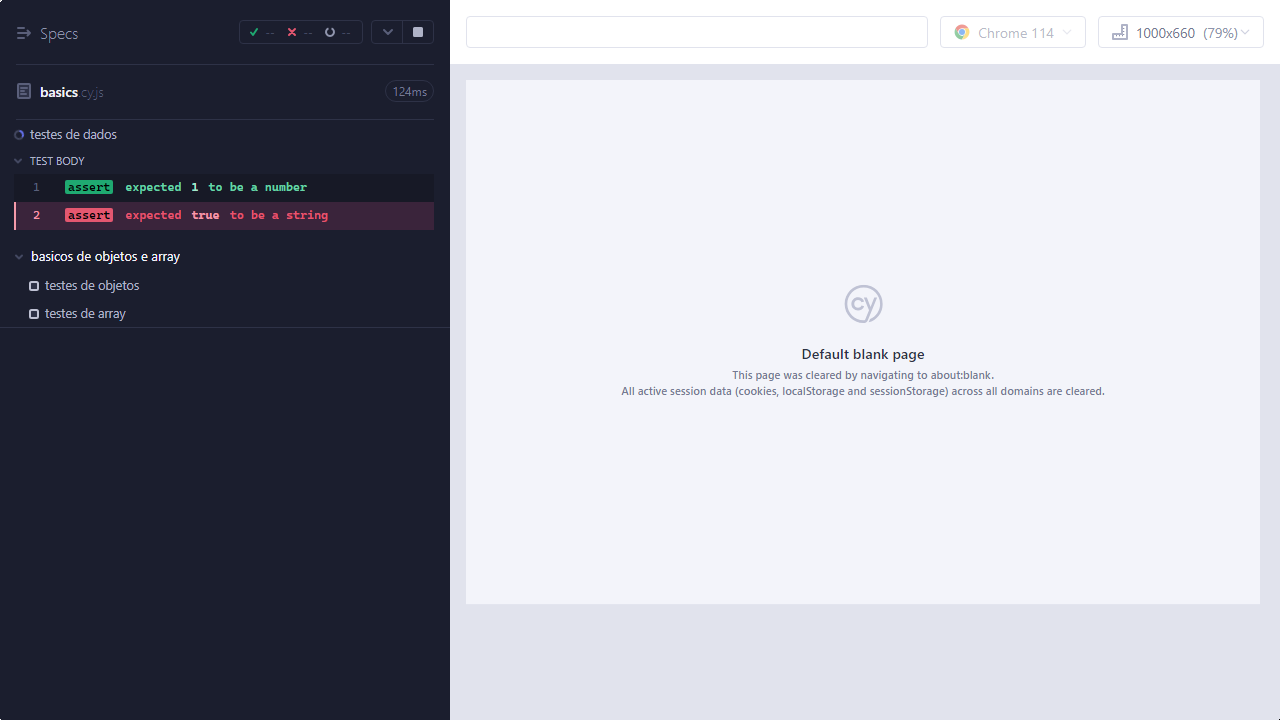 Specs
-- -- --
basics.cy.js
124ms
testes de dados
TEST BODY
1 assert expected 1 to be a number
2 assert expected true to be a string
basicos de objetos e array
testes de objetos
testes de array
Chrome 114
1000x660 (79%)
cy
Default blank page
This page was cleared by navigating to about:blank.
All active session data (cookies, localStorage and sessionStorage) across all domains are cleared.